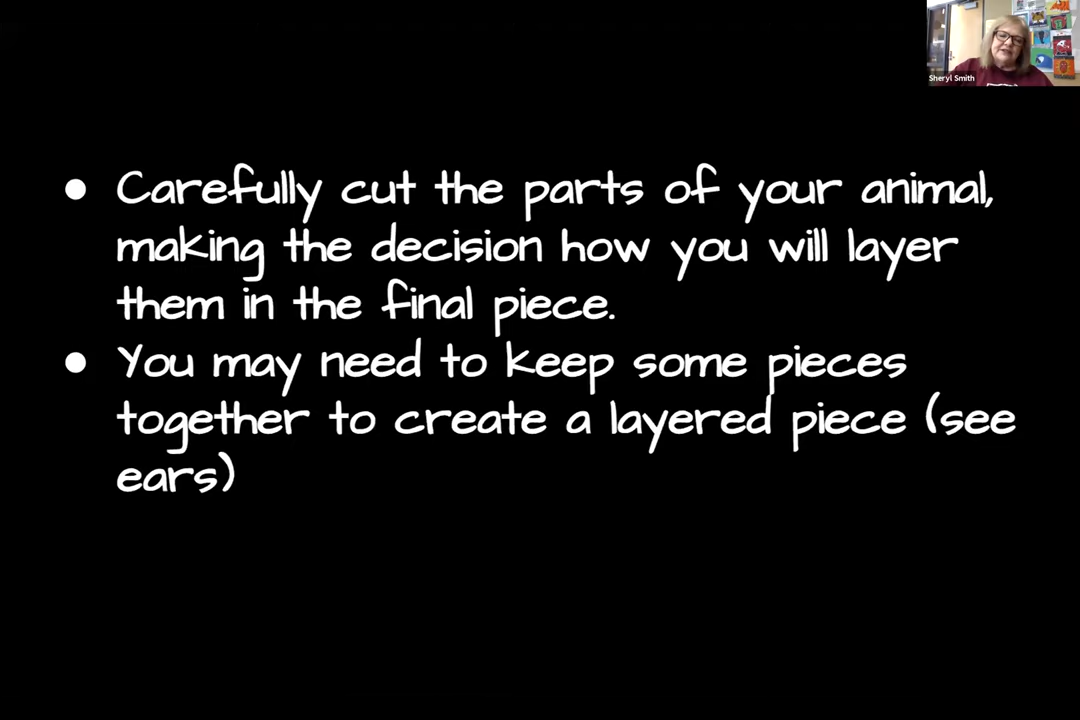 Sheryl Smith
● Carefully cut the parts of your animal,
making the decision how you will layer
them in the final piece.
● You may need to keep some pieces
together to create a layered piece (see
ears)